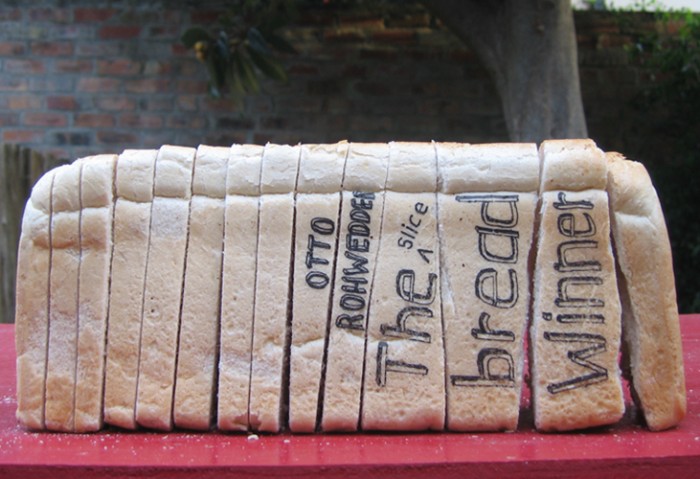 OTTO
ROHWEDDER
The ^ Slice
bread
Winner